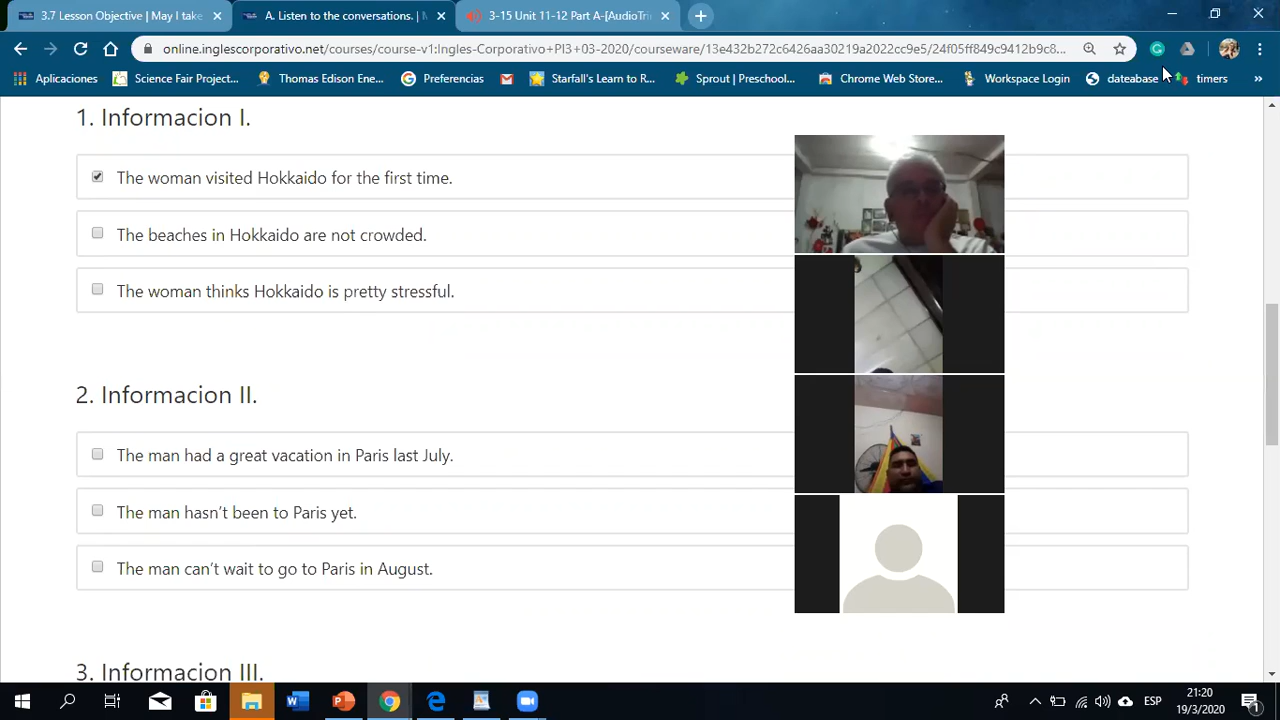 3.7 Lesson Objective | May I take
A. Listen to the conversations. | M
3-15 Unit 11-12 Part A-[AudioTri
online.inglescorporativo.net/courses/course-v1:Ingles-Corporativo+PI3+03-2020/courseware/13e432b272c6426aa30219a2022cc9e5/24f05ff849c9412b9c8...
Aplicaciones
Science Fair Project...
Thomas Edison Ene...
Preferencias
Starfall's Learn to R...
Sprout | Preschool...
Chrome Web Store...
Workspace Login
dateabase
timers
»
1. Informacion I.
The woman visited Hokkaido for the first time.
The beaches in Hokkaido are not crowded.
The woman thinks Hokkaido is pretty stressful.
2. Informacion II.
The man had a great vacation in Paris last July.
The man hasn't been to Paris yet.
The man can't wait to go to Paris in August.
3. Informacion III.
ESP
21:20
19/3/2020
1